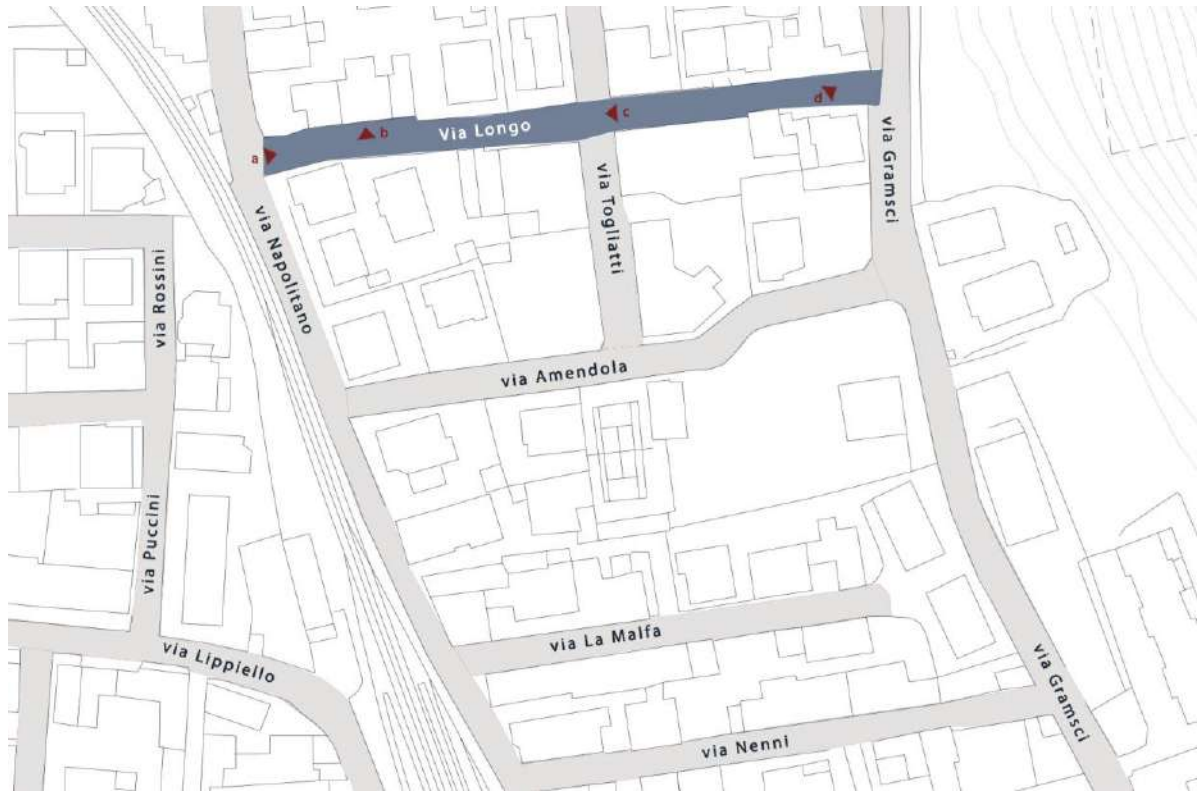 d
c
b
Via Longo
a
via Gramsci
via Togliatti
via Napolitano
via Rossini
via Amendola
via Puccini
via La Malfa
via Lippiello
via Gramsci
via Nenni